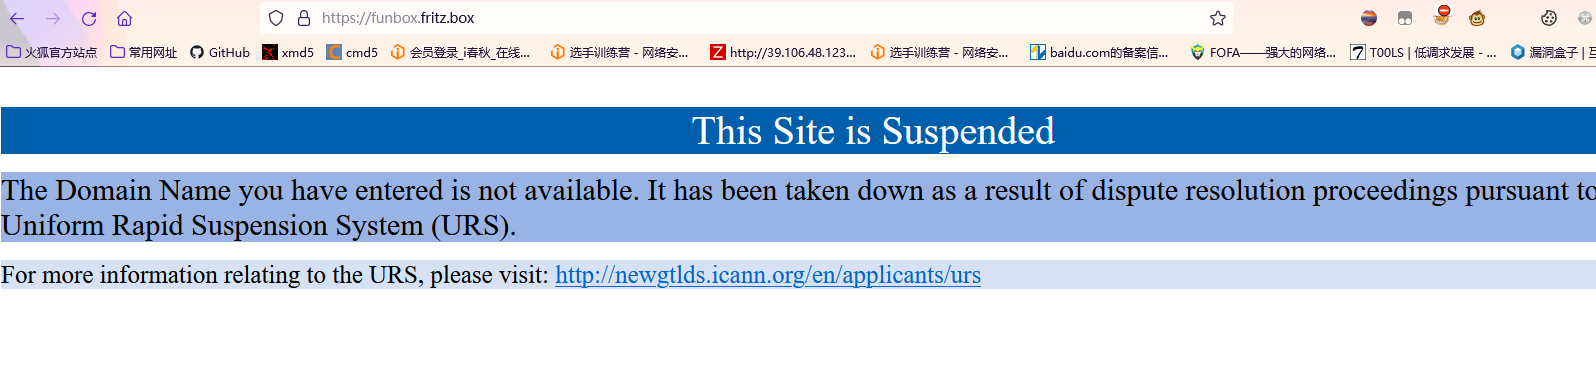 https://funbox.fritz.box
火狐官方站点 常用网址 GitHub xmd5 cmd5 会员登录_i春秋_在线... 选手训练营 - 网络安... http://39.106.48.123... 选手训练营 - 网络安... baidu.com的备案信... FOFA——强大的网络... T00LS | 低调求发展 - ... 漏洞盒子 | 互
This Site is Suspended
The Domain Name you have entered is not available. It has been taken down as a result of dispute resolution proceedings pursuant to
Uniform Rapid Suspension System (URS).
For more information relating to the URS, please visit: http://newgtlds.icann.org/en/applicants/urs